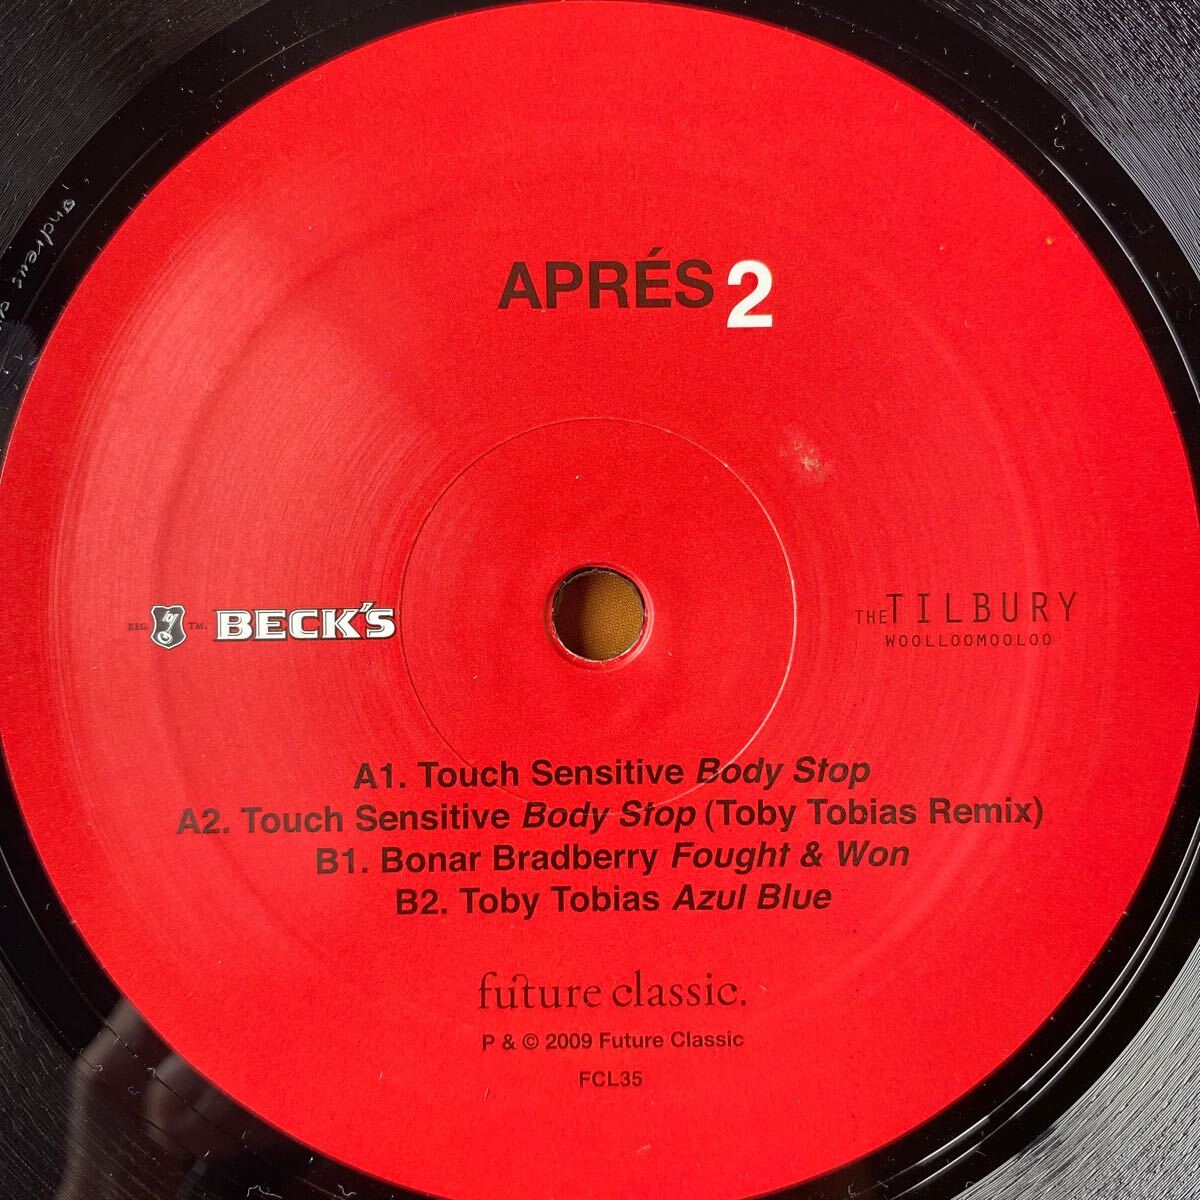 APRÉS 2
REG. TM. BECK'S
THE TILBURY
WOOLLOOMOOLOO
A1. Touch Sensitive Body Stop
A2. Touch Sensitive Body Stop (Toby Tobias Remix)
B1. Bonar Bradberry Fought & Won
B2. Toby Tobias Azul Blue
future classic.
P & © 2009 Future Classic
FCL35